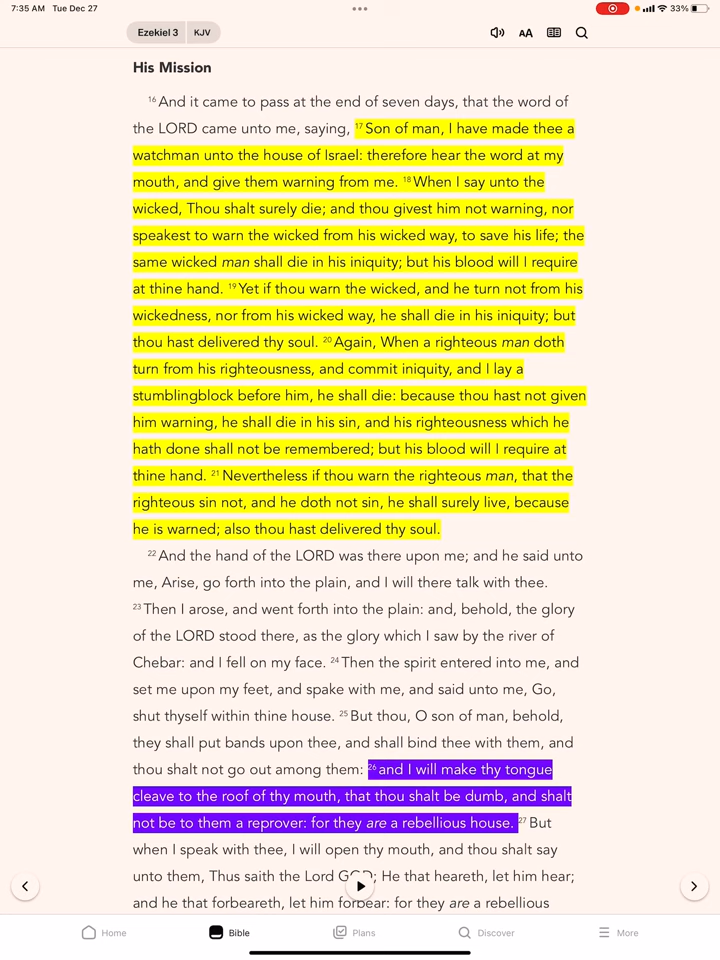 7:35 AM Tue Dec 27
33%
Ezekiel 3 KJV
AA
His Mission
16 And it came to pass at the end of seven days, that the word of
the LORD came unto me, saying, 17 Son of man, I have made thee a
watchman unto the house of Israel: therefore hear the word at my
mouth, and give them warning from me. 18 When I say unto the
wicked, Thou shalt surely die; and thou givest him not warning, nor
speakest to warn the wicked from his wicked way, to save his life; the
same wicked man shall die in his iniquity; but his blood will I require
at thine hand. 19 Yet if thou warn the wicked, and he turn not from his
wickedness, nor from his wicked way, he shall die in his iniquity; but
thou hast delivered thy soul. 20 Again, When a righteous man doth
turn from his righteousness, and commit iniquity, and I lay a
stumblingblock before him, he shall die: because thou hast not given
him warning, he shall die in his sin, and his righteousness which he
hath done shall not be remembered; but his blood will I require at
thine hand. 21 Nevertheless if thou warn the righteous man, that the
righteous sin not, and he doth not sin, he shall surely live, because
he is warned; also thou hast delivered thy soul.
22 And the hand of the LORD was there upon me; and he said unto
me, Arise, go forth into the plain, and I will there talk with thee.
23 Then I arose, and went forth into the plain: and, behold, the glory
of the LORD stood there, as the glory which I saw by the river of
Chebar: and I fell on my face. 24 Then the spirit entered into me, and
set me upon my feet, and spake with me, and said unto me, Go,
shut thyself within thine house. 25 But thou, O son of man, behold,
they shall put bands upon thee, and shall bind thee with them, and
thou shalt not go out among them: 26 and I will make thy tongue
cleave to the roof of thy mouth, that thou shalt be dumb, and shalt
not be to them a reprover: for they are a rebellious house. 27 But
when I speak with thee, I will open thy mouth, and thou shalt say
unto them, Thus saith the Lord GOD; He that heareth, let him hear;
and he that forbeareth, let him forbear: for they are a rebellious
Home Bible Plans Discover More